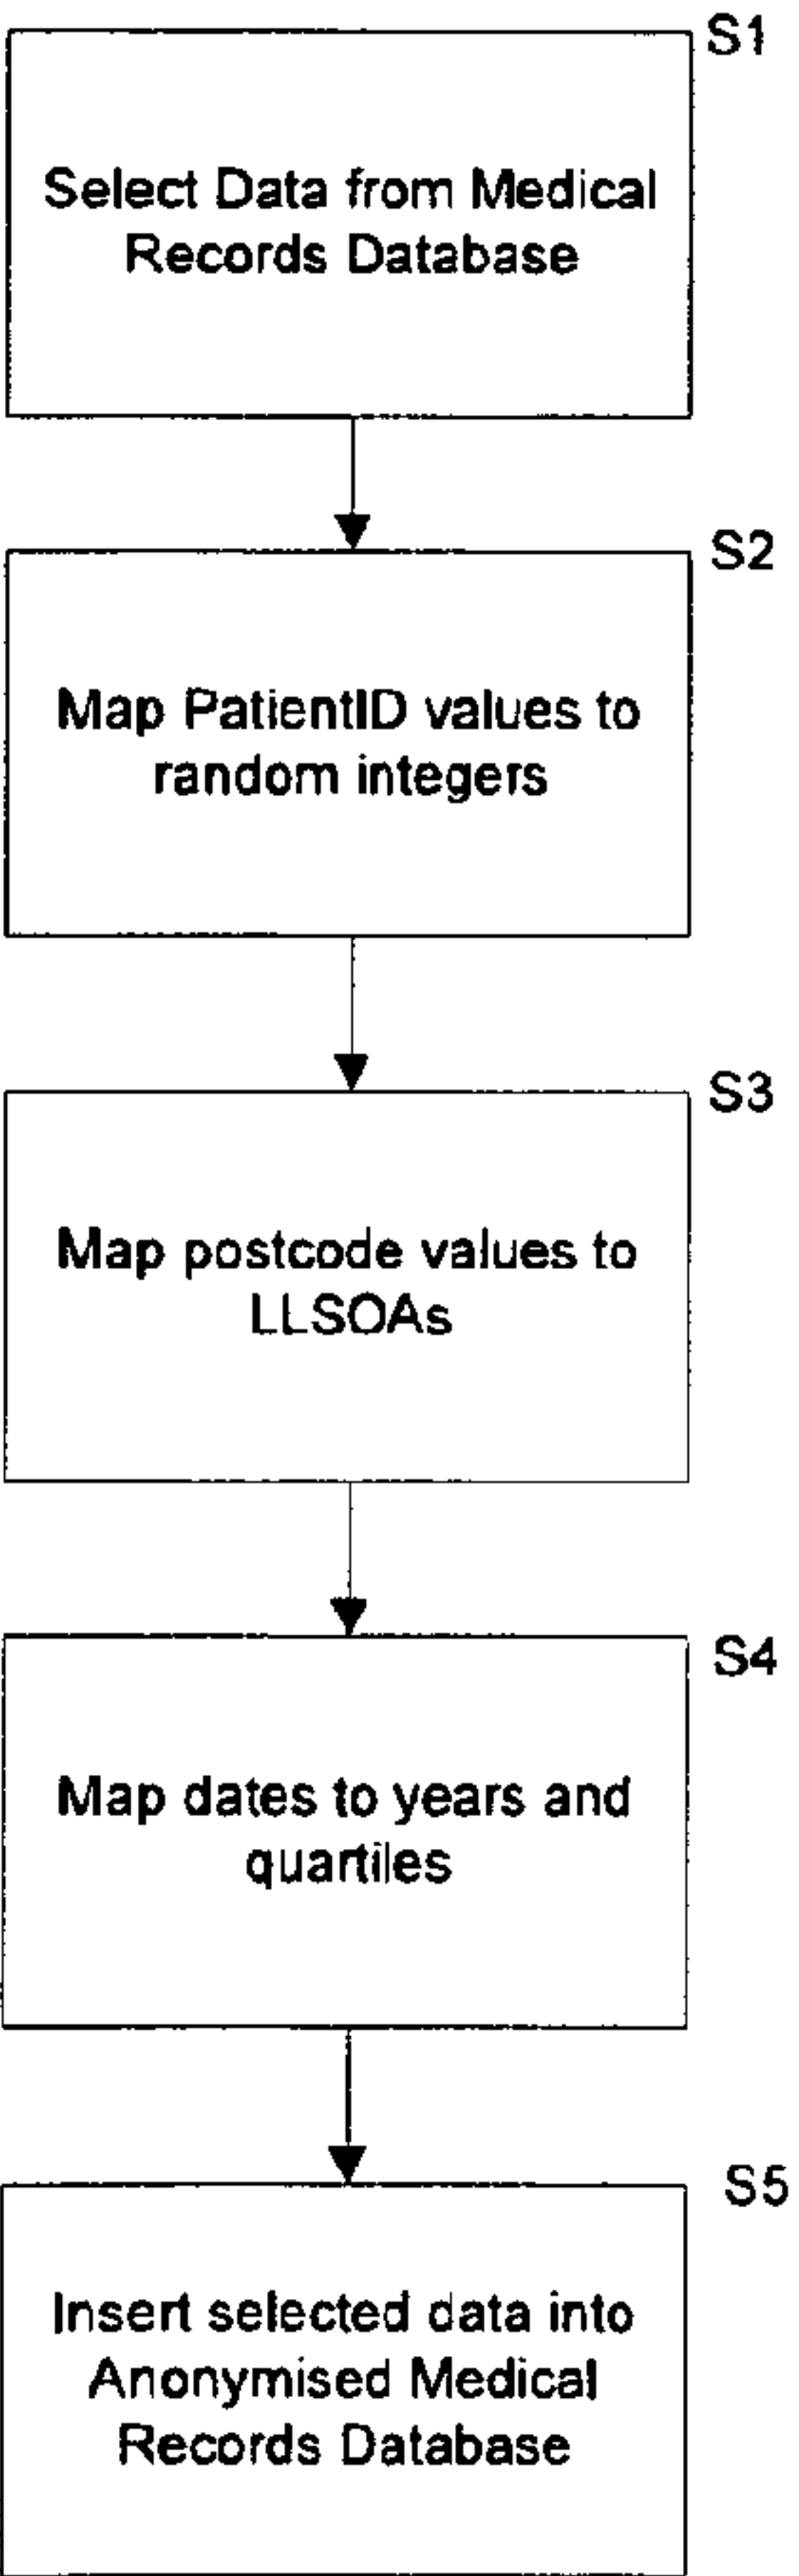 S1
Select Data from Medical
Records Database
S2
Map PatientID values to
random integers
S3
Map postcode values to
LLSOAs
S4
Map dates to years and
quartiles
S5
Insert selected data into
Anonymised Medical
Records Database